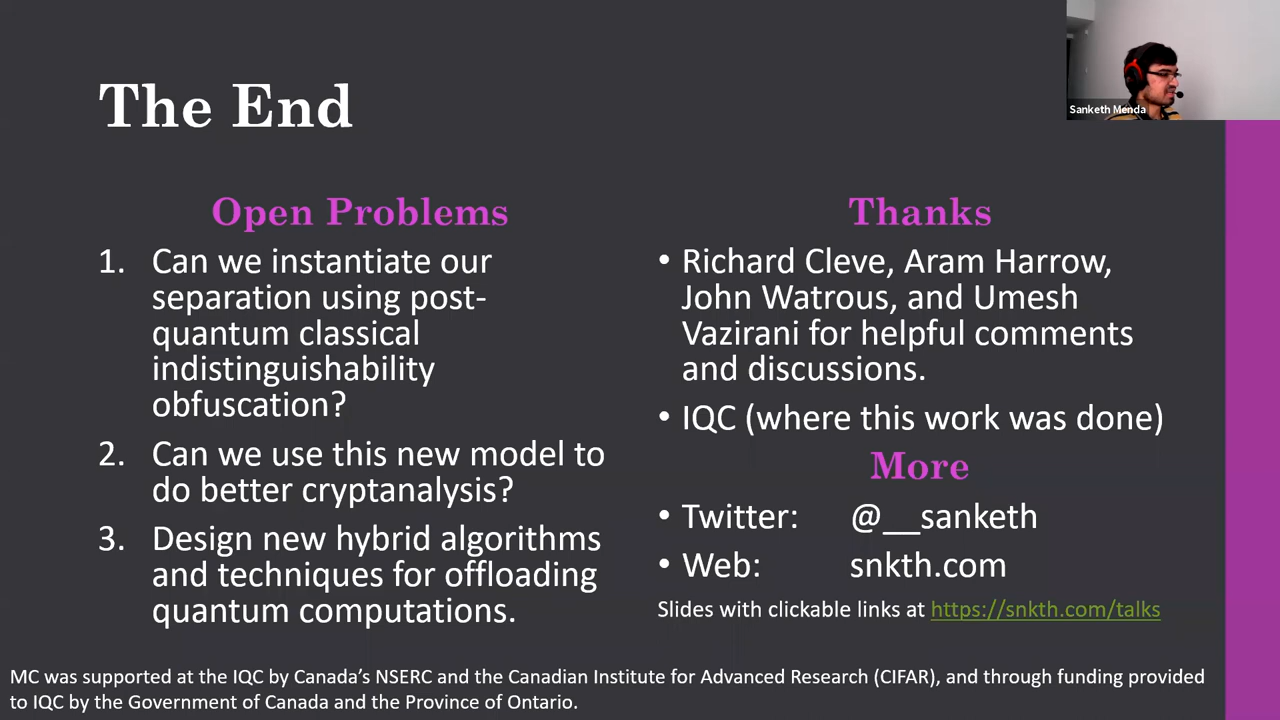 The End
Sanketh Menda
Open Problems
1. Can we instantiate our
separation using post-
quantum classical
indistinguishability
obfuscation?
2. Can we use this new model to
do better cryptanalysis?
3. Design new hybrid algorithms
and techniques for offloading
quantum computations.
Thanks
• Richard Cleve, Aram Harrow,
John Watrous, and Umesh
Vazirani for helpful comments
and discussions.
• IQC (where this work was done)
More
• Twitter: @__sanketh
• Web: snkth.com
Slides with clickable links at https://snkth.com/talks
MC was supported at the IQC by Canada’s NSERC and the Canadian Institute for Advanced Research (CIFAR), and through funding provided
to IQC by the Government of Canada and the Province of Ontario.